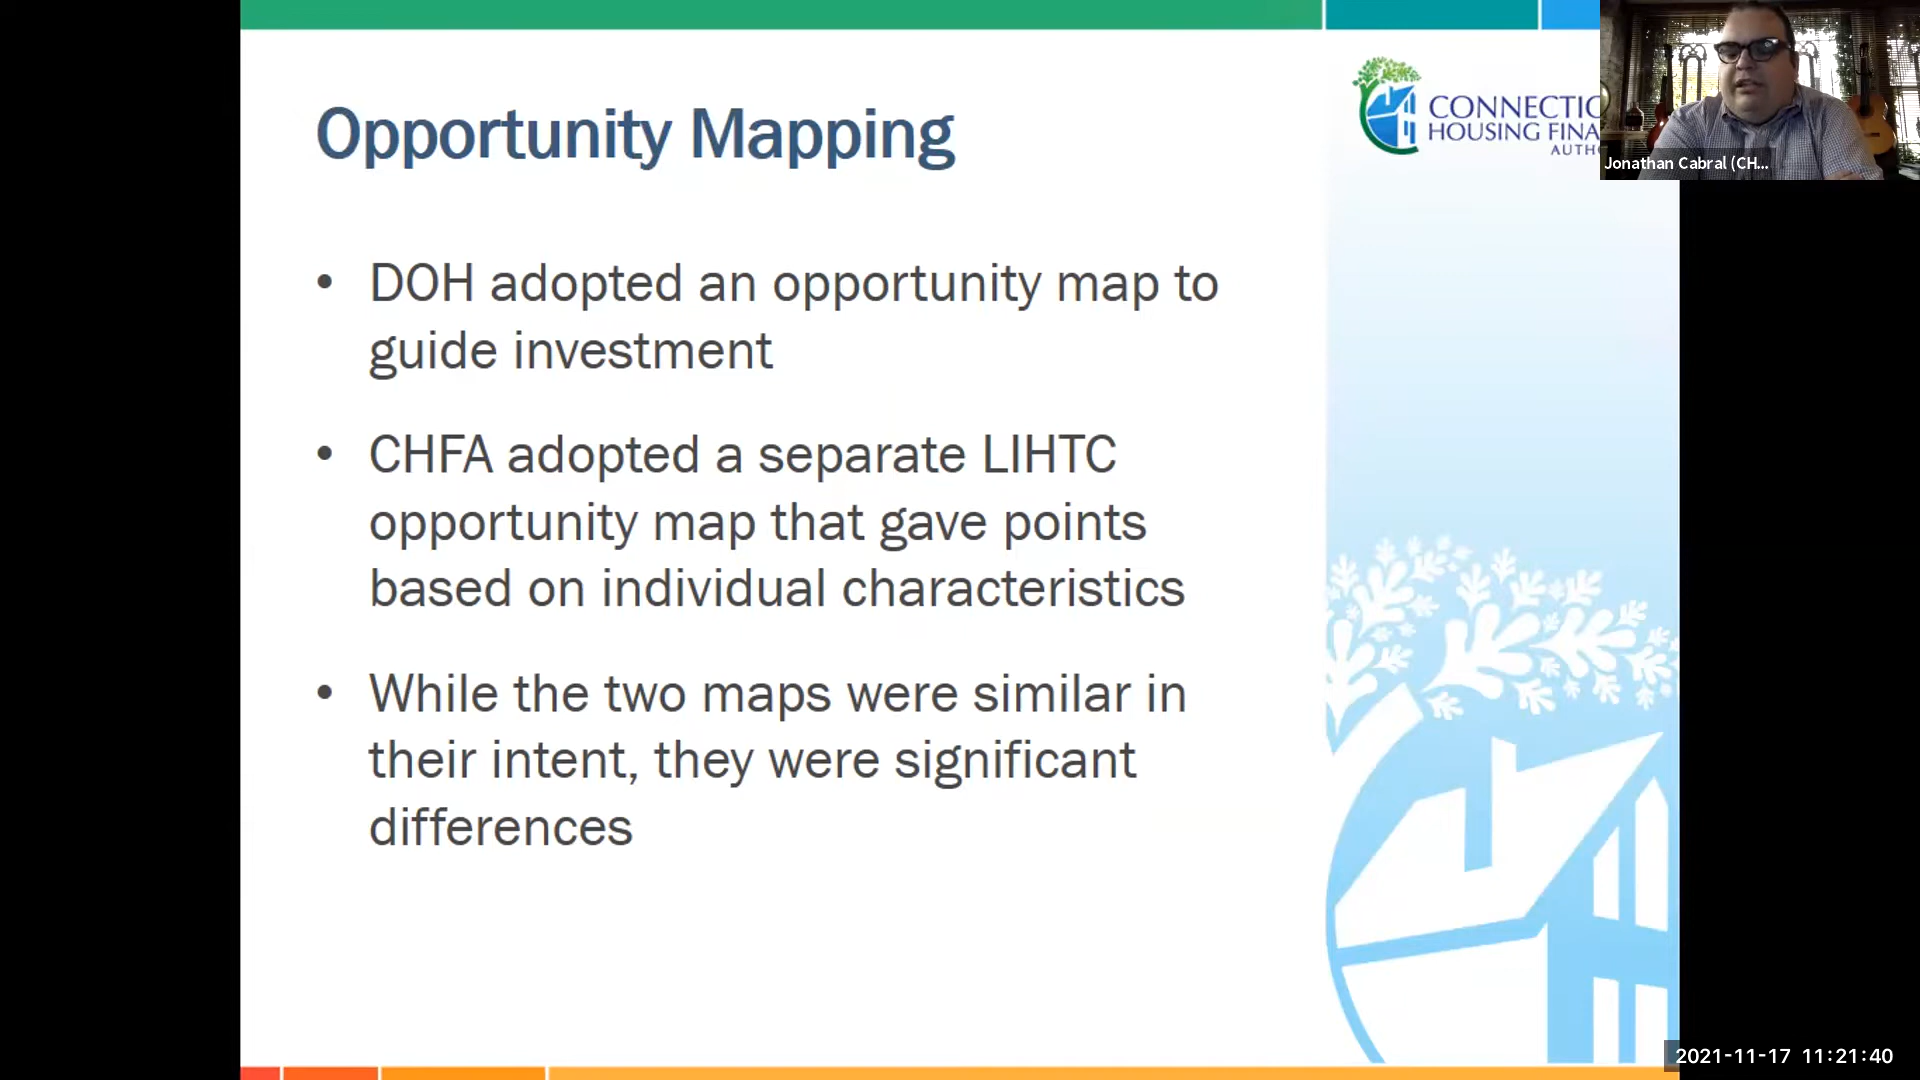 Opportunity Mapping
CONNECTIC
HOUSING FINA
AUTH
Jonathan Cabral (CH...
• DOH adopted an opportunity map to
guide investment
• CHFA adopted a separate LIHTC
opportunity map that gave points
based on individual characteristics
• While the two maps were similar in
their intent, they were significant
differences
2021-11-17 11:21:40